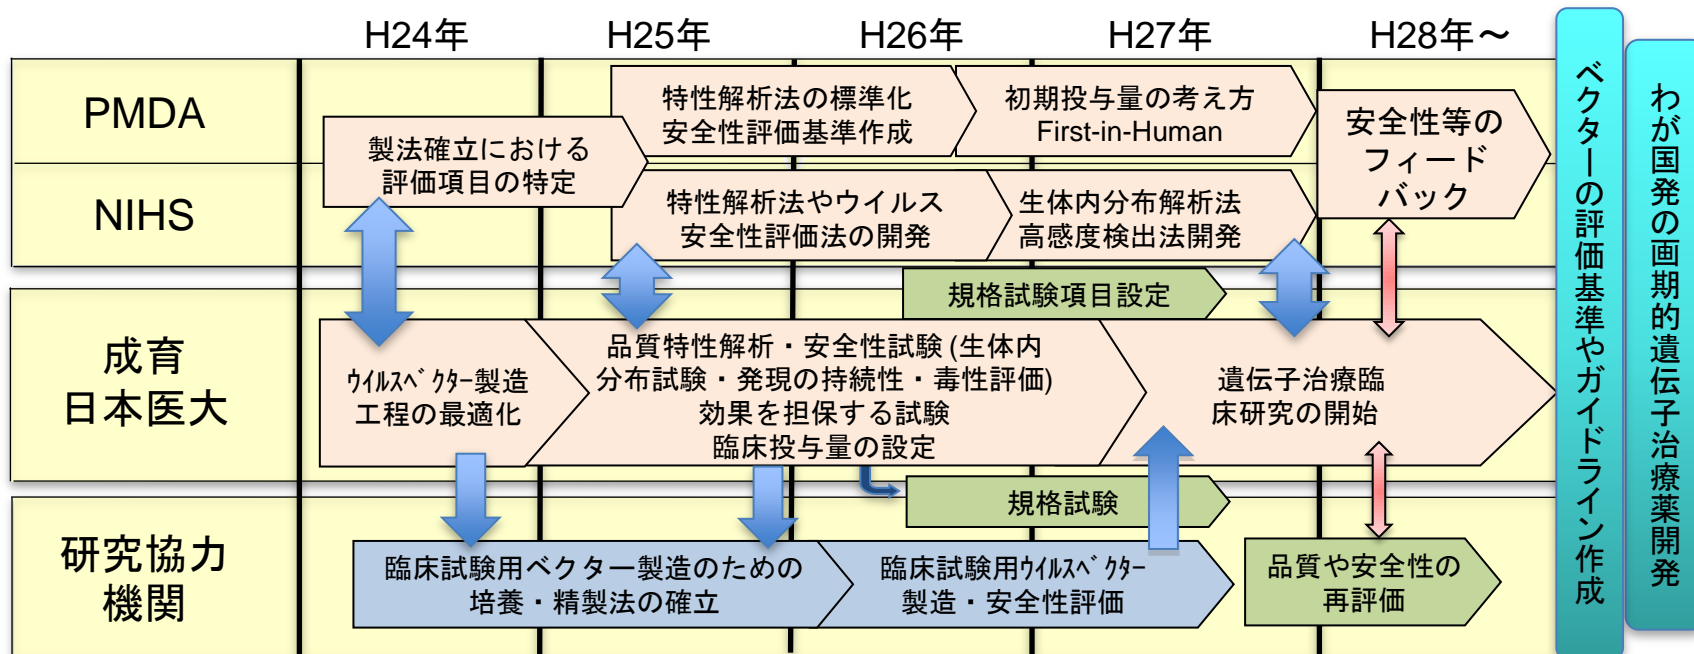 H24年
H25年
H26年
H27年
H28年～
PMDA
NIHS
製法確立における
評価項目の特定
特性解析法の標準化
安全性評価基準作成
初期投与量の考え方
First-in-Human
特性解析法やウイルス
安全性評価法の開発
生体内分布解析法
高感度検出法開発
安全性等の
フィード
バック
規格試験項目設定
成育
日本医大
ｳｲﾙｽﾍﾞｸﾀｰ製造
工程の最適化
品質特性解析・安全性試験(生体内
分布試験・発現の持続性・毒性評価)
効果を担保する試験
臨床投与量の設定
遺伝子治療臨
床研究の開始
規格試験
研究協力
機関
臨床試験用ベクター製造のための
培養・精製法の確立
臨床試験用ｳｲﾙｽﾍﾞｸﾀｰ
製造・安全性評価
品質や安全性の
再評価
ベクターの評価基準やガイドライン作成
わが国発の画期的遺伝子治療薬開発